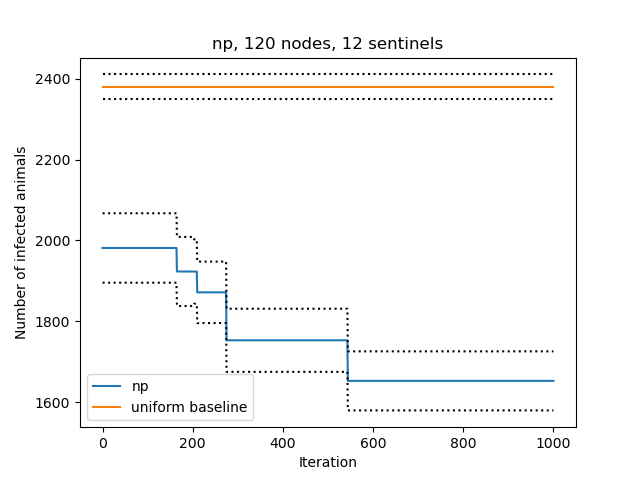 np, 120 nodes, 12 sentinels
Number of infected animals
2400
2200
2000
1800
1600
np
uniform baseline
0 200 400 600 800 1000
Iteration